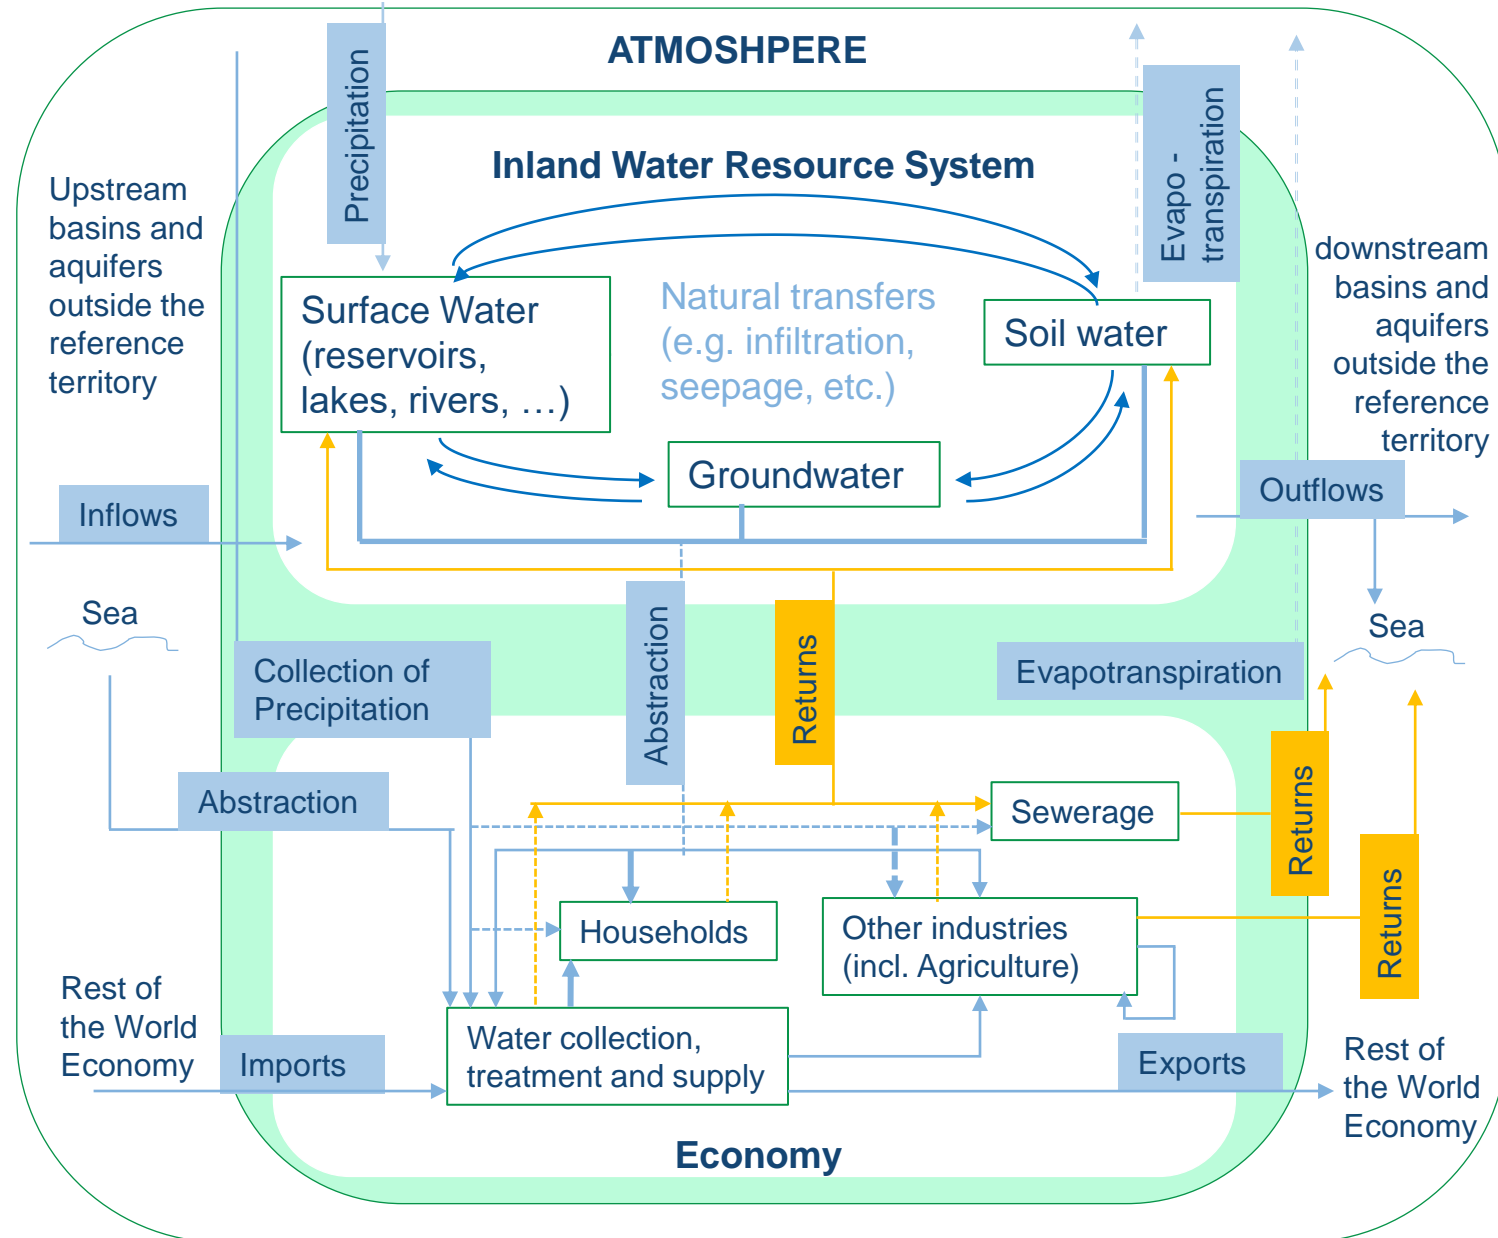 ATMOSHPERE
Precipitation
Evapo -
transpiration
Inland Water Resource System
Upstream
basins and
aquifers
outside the
reference
territory
downstream
basins and
aquifers
outside the
reference
territory
Surface Water
(reservoirs,
lakes, rivers, …)
Natural transfers
(e.g. infiltration,
seepage, etc.)
Soil water
Groundwater
Inflows
Outflows
Sea
Sea
Collection of
Precipitation
Abstraction
Returns
Evapotranspiration
Abstraction
Sewerage
Returns
Returns
Households
Other industries
(incl. Agriculture)
Rest of
the World
Economy
Imports
Water collection,
treatment and supply
Exports
Rest of
the World
Economy
Economy